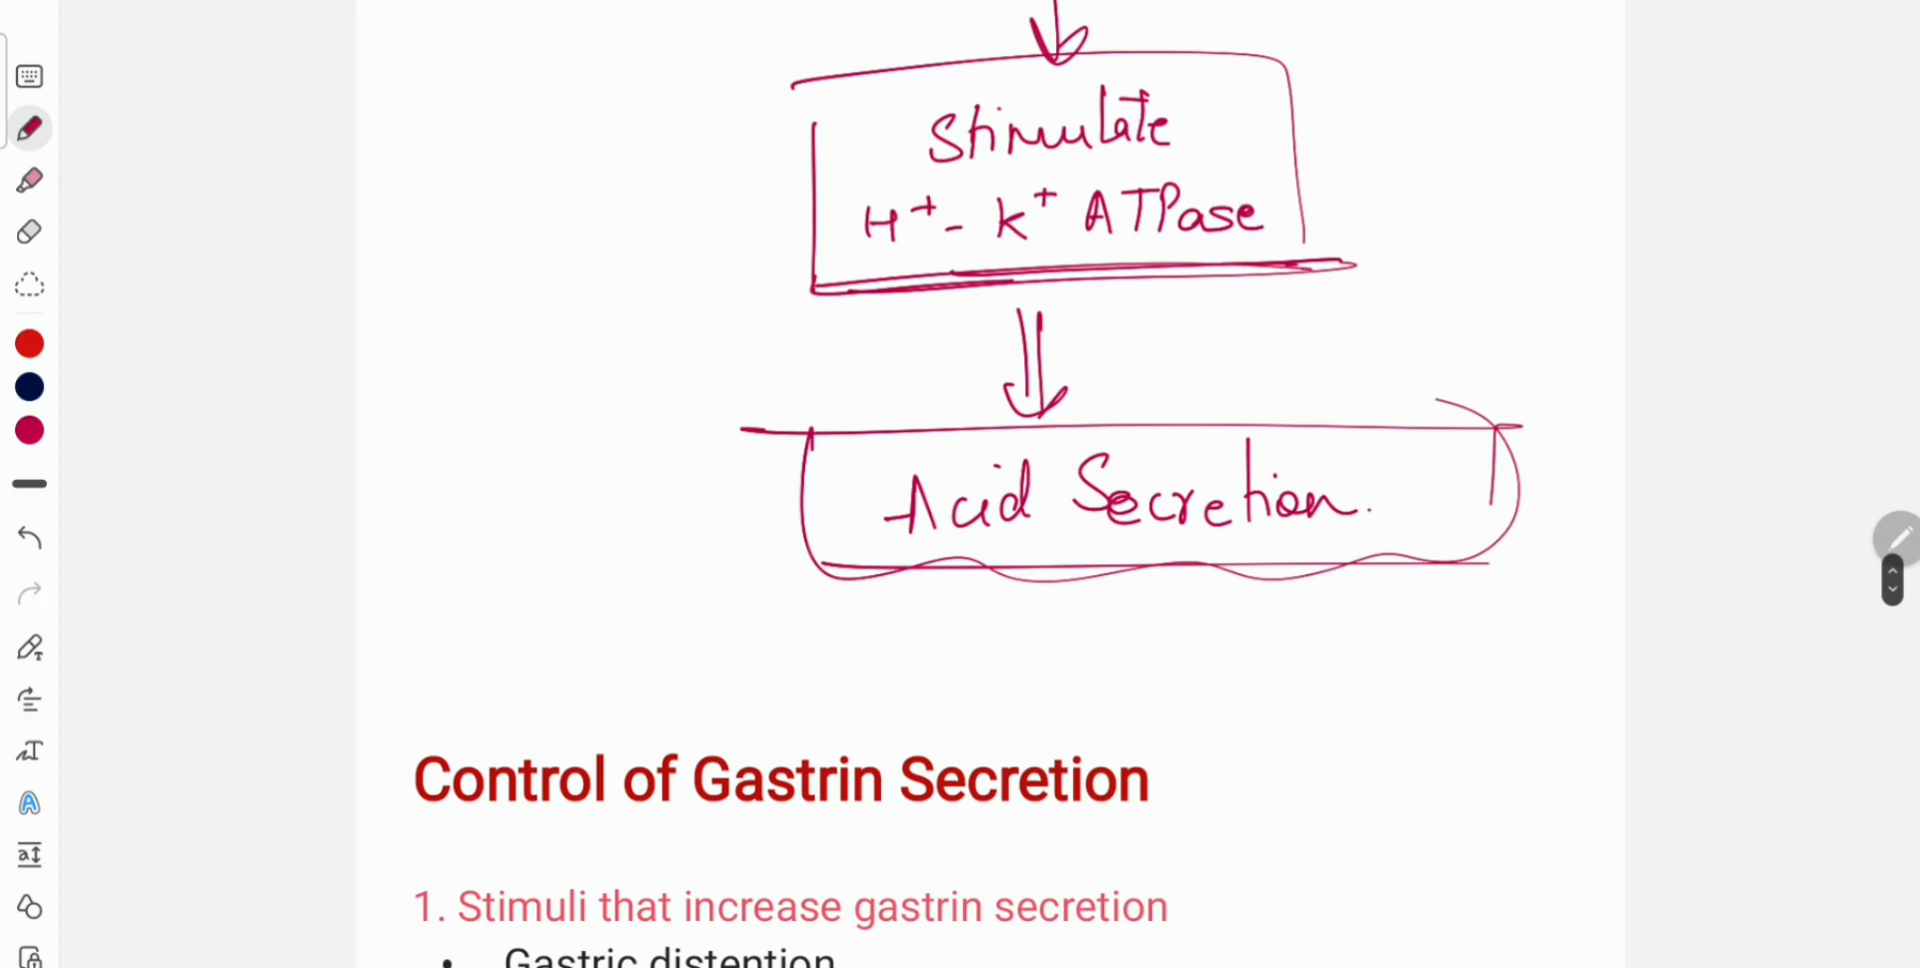 Stimulate
H+ - K+ ATPase
Acid Secretion.
Control of Gastrin Secretion
1. Stimuli that increase gastrin secretion
• Gastric distention